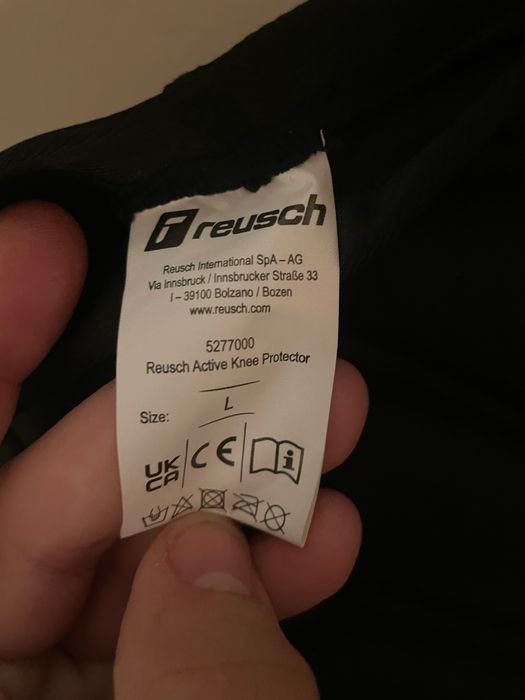 reusch
Reusch International SpA – AG
Via Innsbruck / Innsbrucker Straße 33
I – 39100 Bolzano / Bozen
www.reusch.com
5277000
Reusch Active Knee Protector
Size: L
UK CA CE i